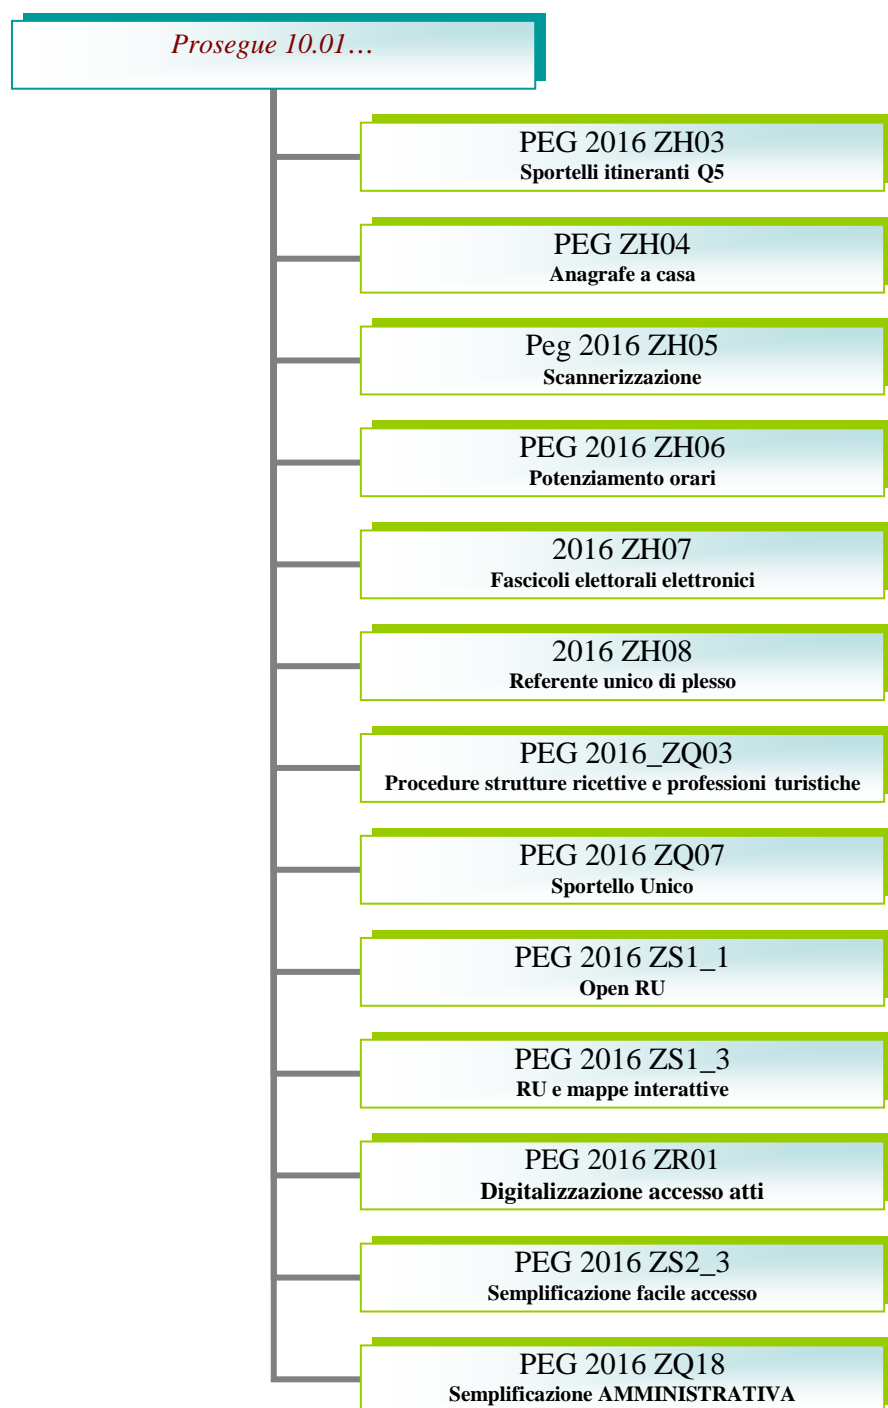 Prosegue 10.01…
PEG 2016 ZH03
Sportelli itineranti Q5
PEG ZH04
Anagrafe a casa
Peg 2016 ZH05
Scannerizzazione
PEG 2016 ZH06
Potenziamento orari
2016 ZH07
Fascicoli elettorali elettronici
2016 ZH08
Referente unico di plesso
PEG 2016_ZQ03
Procedure strutture ricettive e professioni turistiche
PEG 2016 ZQ07
Sportello Unico
PEG 2016 ZS1_1
Open RU
PEG 2016 ZS1_3
RU e mappe interattive
PEG 2016 ZR01
Digitalizzazione accesso atti
PEG 2016 ZS2_3
Semplificazione facile accesso
PEG 2016 ZQ18
Semplificazione AMMINISTRATIVA